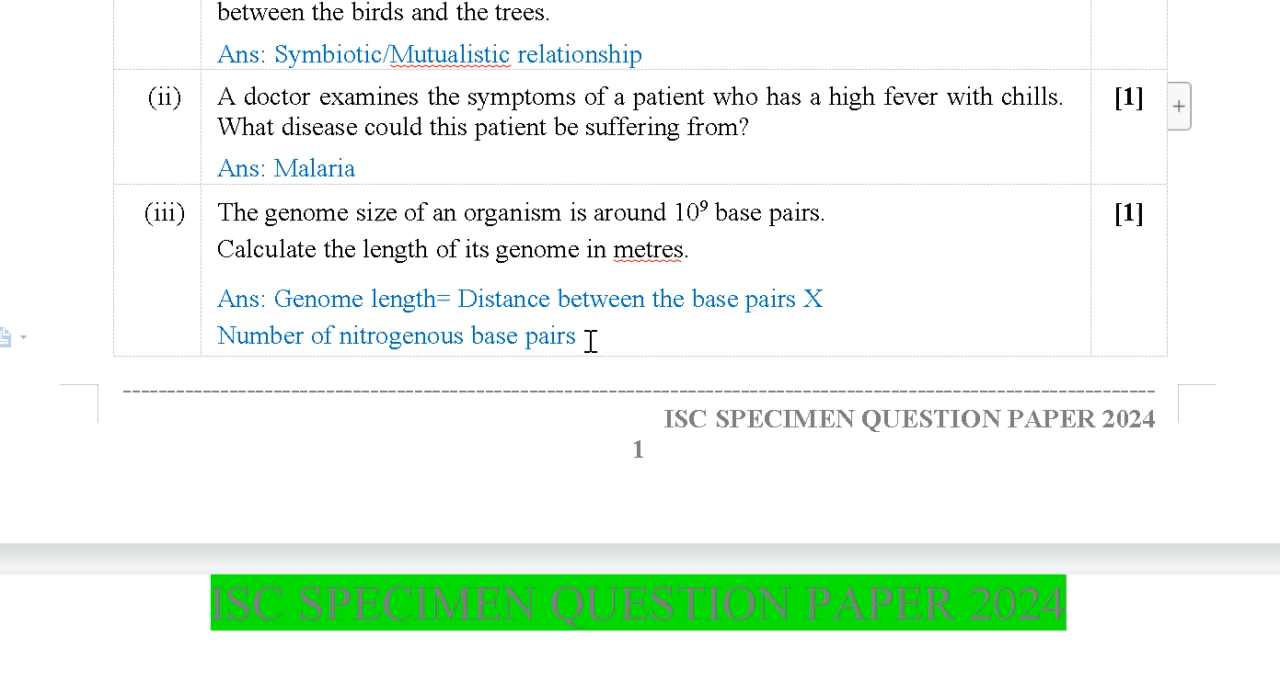 between the birds and the trees.
Ans: Symbiotic/Mutualistic relationship
(ii) A doctor examines the symptoms of a patient who has a high fever with chills. [1]
What disease could this patient be suffering from?
Ans: Malaria
(iii) The genome size of an organism is around 10⁹ base pairs. [1]
Calculate the length of its genome in metres.
Ans: Genome length= Distance between the base pairs X
Number of nitrogenous base pairs
ISC SPECIMEN QUESTION PAPER 2024
1
ISC SPECIMEN QUESTION PAPER 2024